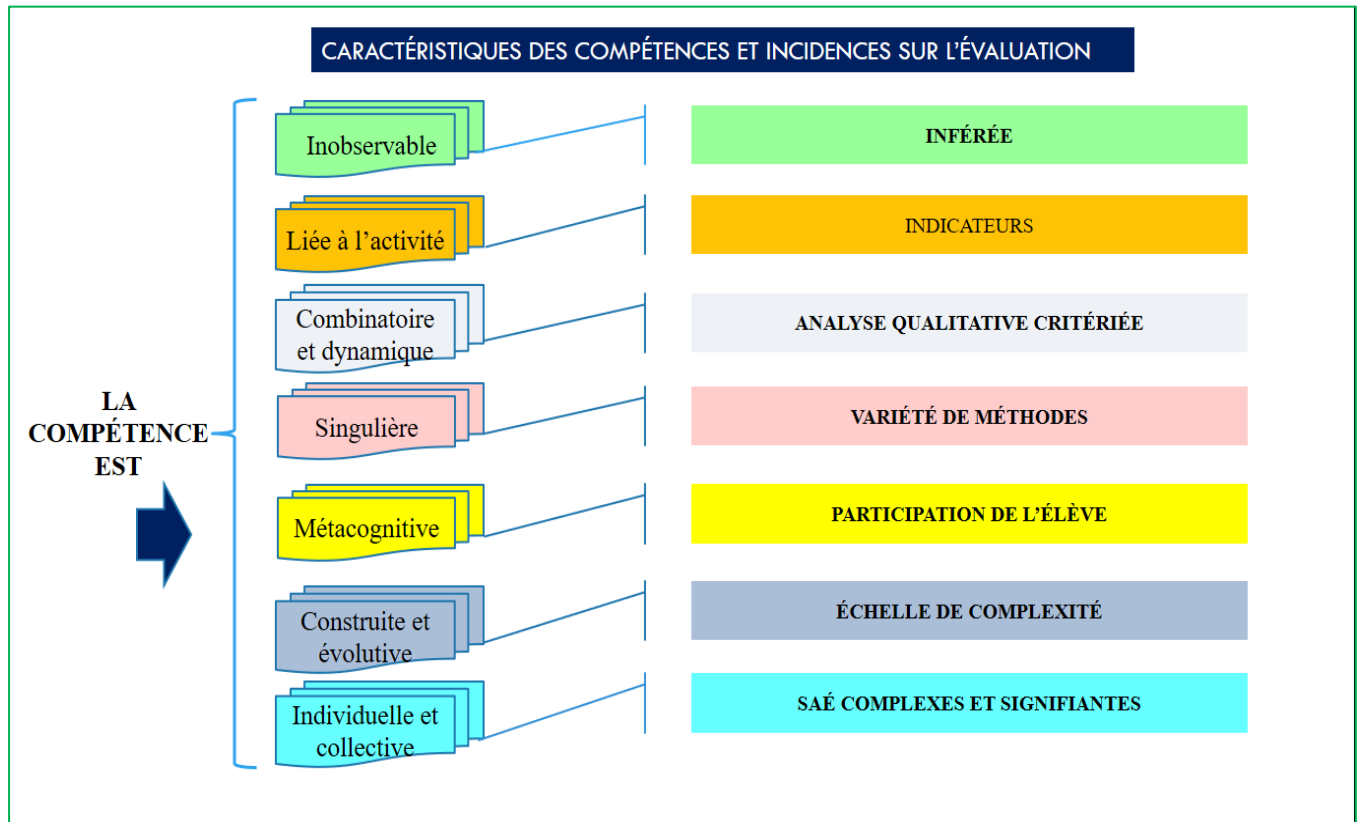 CARACTÉRISTIQUES DES COMPÉTENCES ET INCIDENCES SUR L'ÉVALUATION
LA
COMPÉTENCE
EST
Inobservable
INFÉRÉE
Liée à l'activité
INDICATEURS
Combinatoire
et dynamique
ANALYSE QUALITATIVE CRITÉRIÉE
Singulière
VARIÉTÉ DE MÉTHODES
Métacognitive
PARTICIPATION DE L'ÉLÈVE
Construite et
évolutive
ÉCHELLE DE COMPLEXITÉ
Individuelle et
collective
SAÉ COMPLEXES ET SIGNIFIANTES